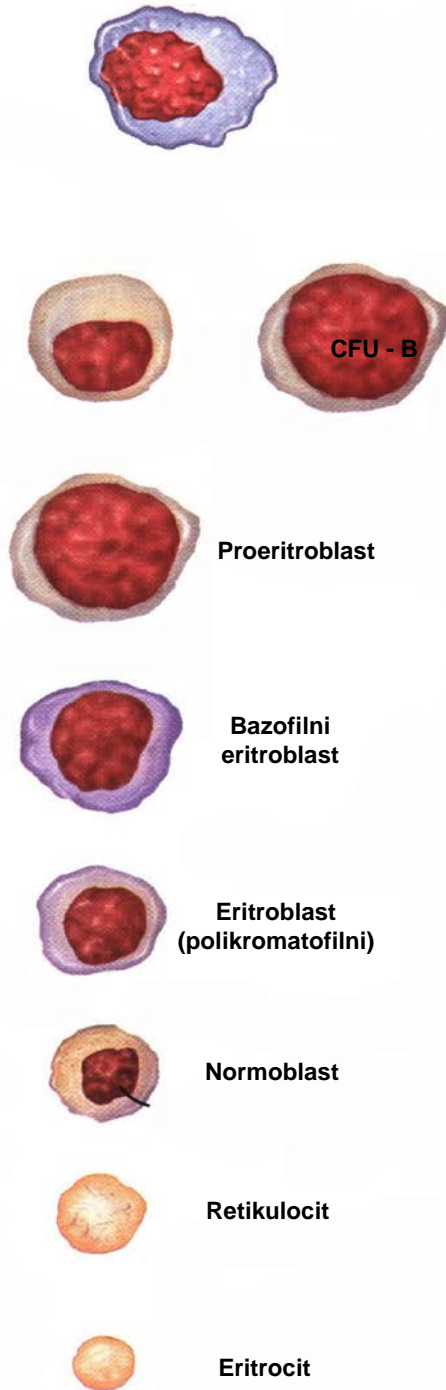 CFU - B
Proeritroblast
Bazofilni
eritroblast
Eritroblast
(polikromatofilni)
Normoblast
Retikulocit
Eritrocit